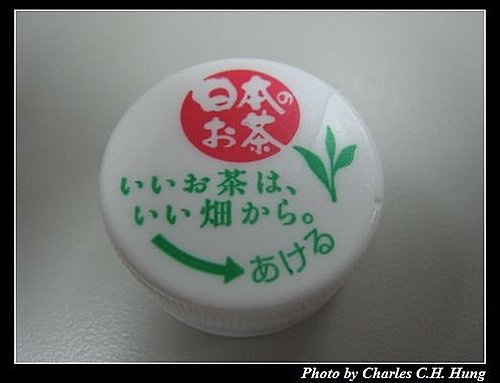 日本の
お茶
いいお茶は、
いい畑から。
あける
Photo by Charles C.H. Hung